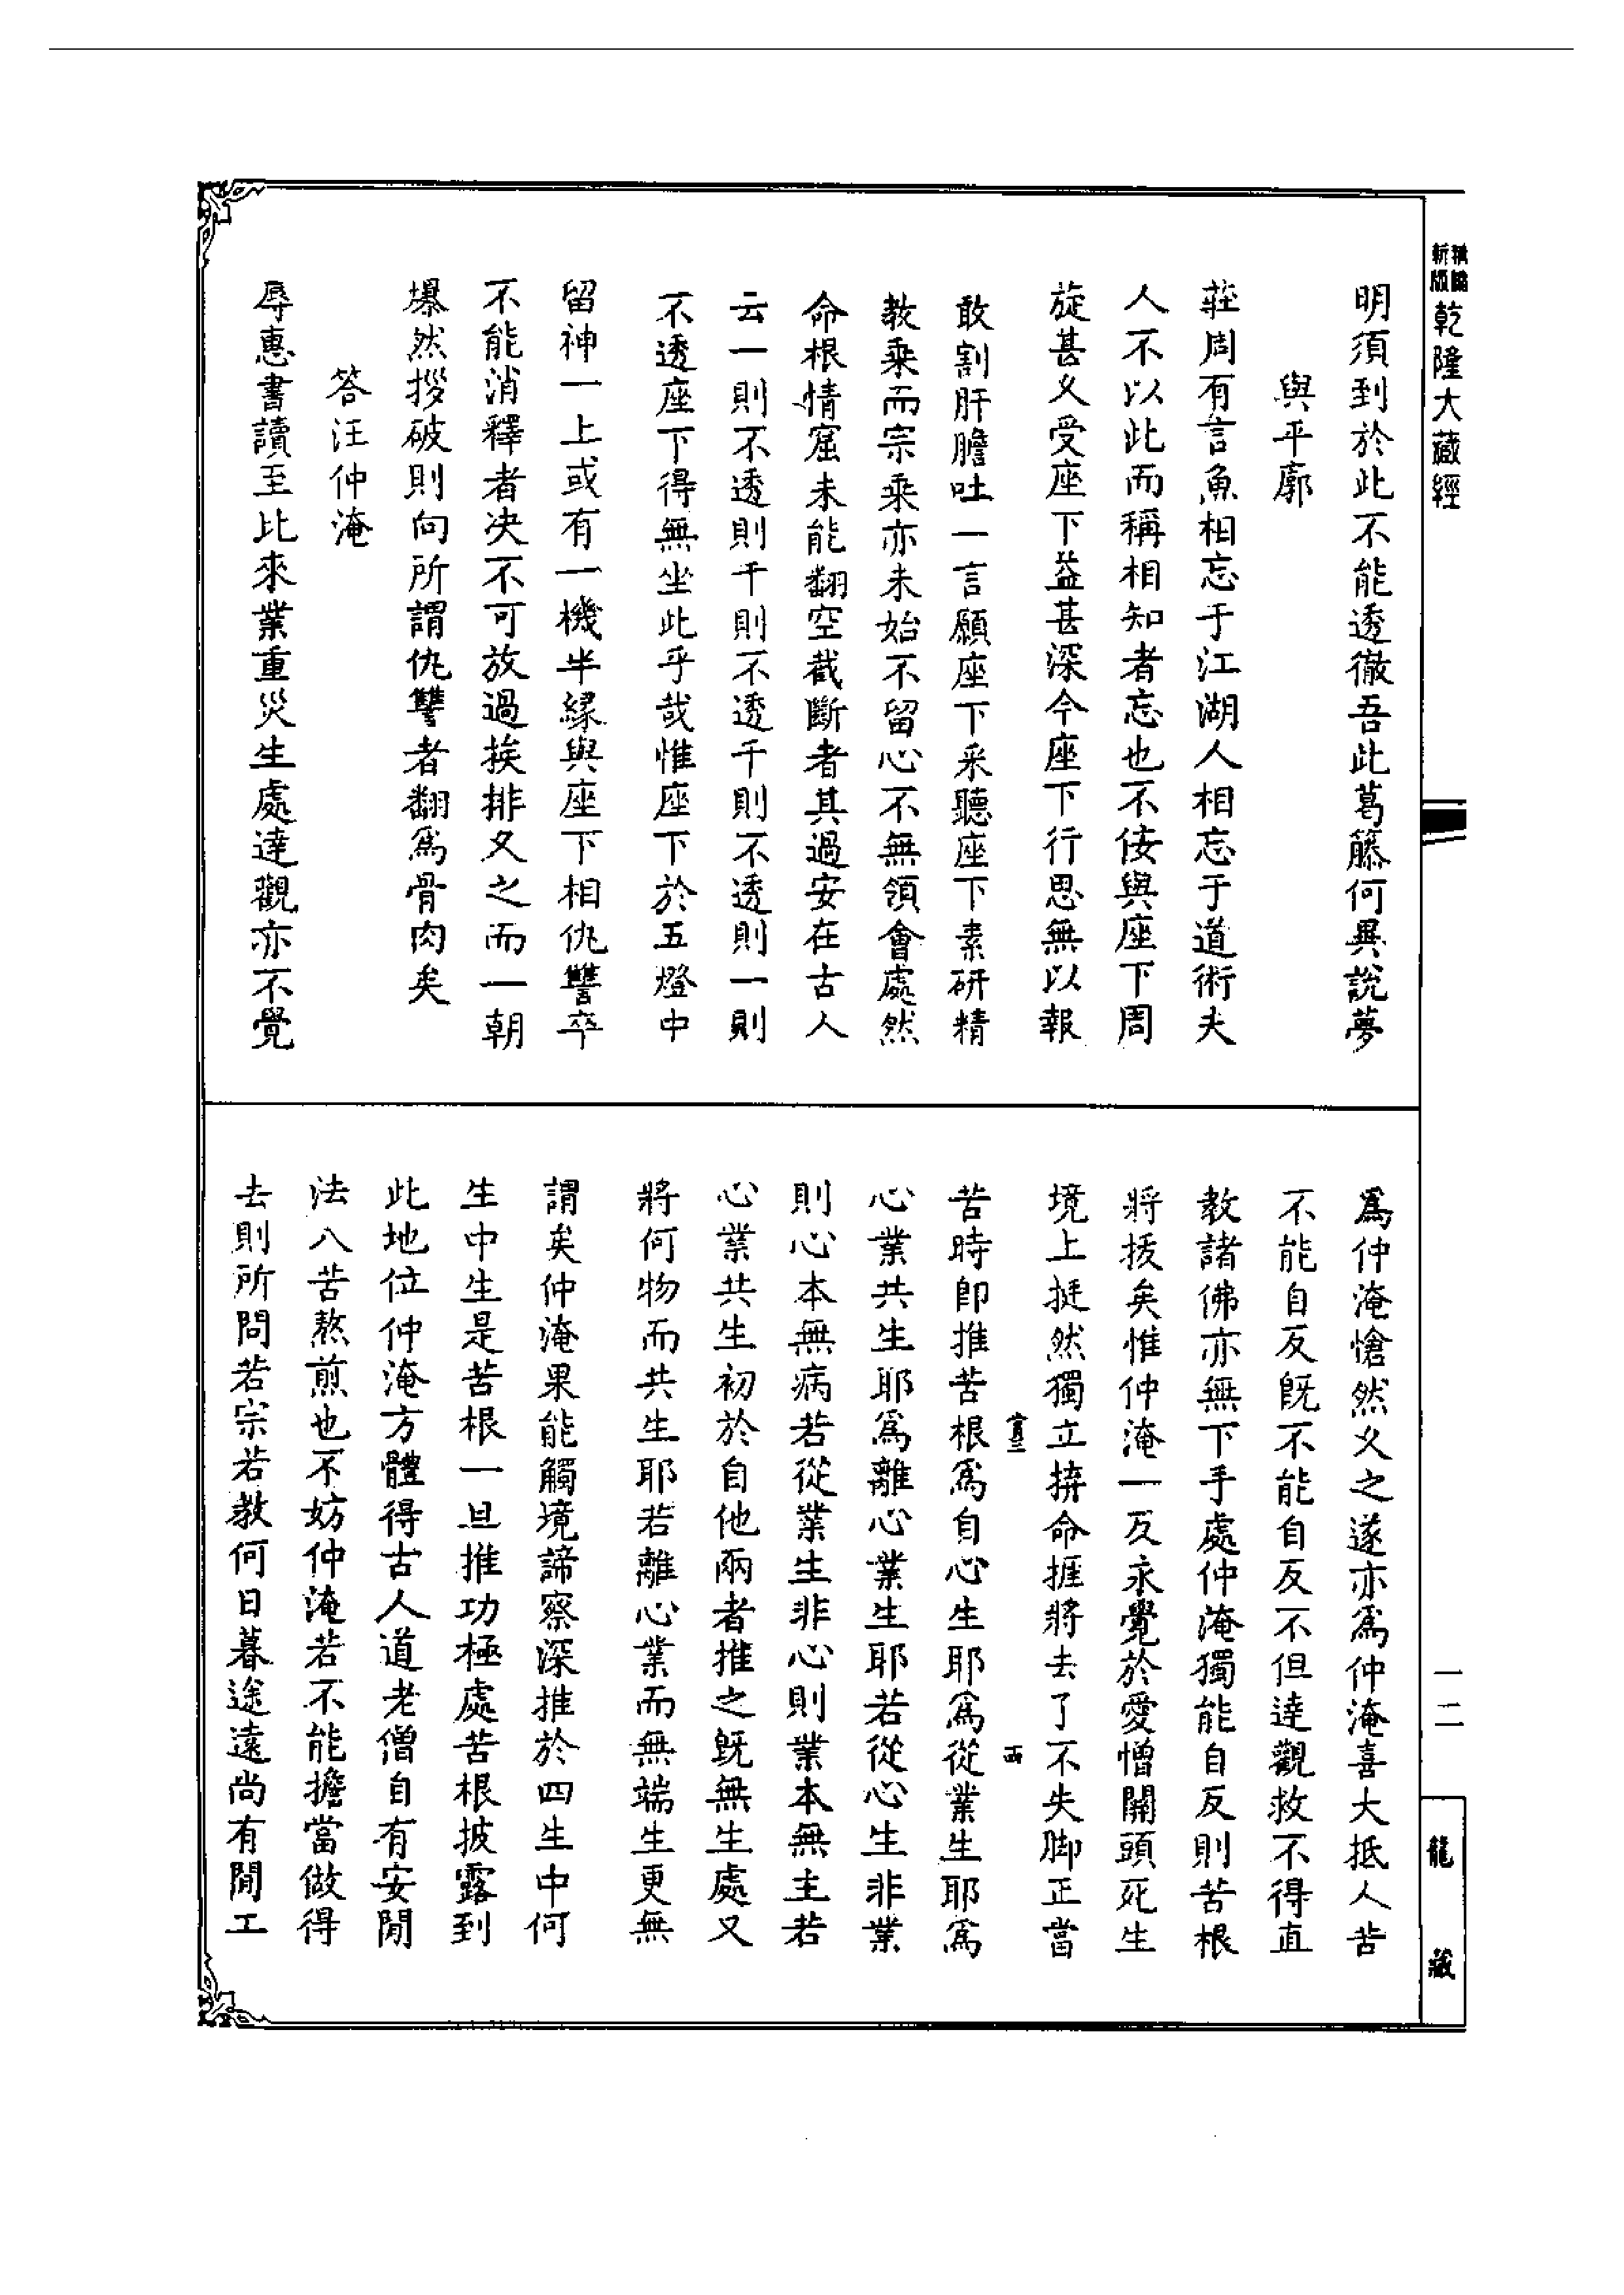 乾隆大藏經
明須到於此不能透徹吾此葛藤何異說夢
與平廓
莊周有言魚相忘于江湖人相忘于道術夫
人不以此而稱相知者忘也不佞與座下周
旋甚久受座下益甚深今座下行思無以報
敢割肝膽吐一言願座下采聽座下素研精
教乘而宗乘亦未始不留心不無領會處然
命根情窟未能翻空截斷者其過安在古人
云一則不透則千則不透千則不透則一則
不透座下得無坐此乎哉惟座下於五燈中
留神一上或有一機半緣與座下相仇讐卒
不能消釋者决不可放過挨排久之而一朝
爆然拶破則向所謂仇讐者翻爲骨肉矣
答汪仲淹
辱惠書讀至比來業重災生處達觀亦不覺
爲仲淹愴然久之遂亦爲仲淹喜大抵人苦
不能自反旣不能自反不但達觀救不得直
教諸佛亦無下手處仲淹獨能自反則苦根
將拔矣惟仲淹一反永覺於愛憎關頭死生
境上挺然獨立拚命捱將去了不失脚正當
苦時卽推苦根爲自心生耶爲從業生耶爲
心業共生耶爲離心業生耶若從心生非業
則心本無病若從業生非心則業本無主若
心業共生初於自他兩者推之旣無生處又
將何物而共生耶若離心業而無端生更無
謂矣仲淹果能觸境諦察深推於四生中何
生中生是苦根一旦推功極處苦根披露到
此地位仲淹方體得古人道老僧自有安閒
法八苦熬煎也不妨仲淹若不能擔當做得
去則所問若宗若教何日暮途遠尚有閒工
一二
龍藏